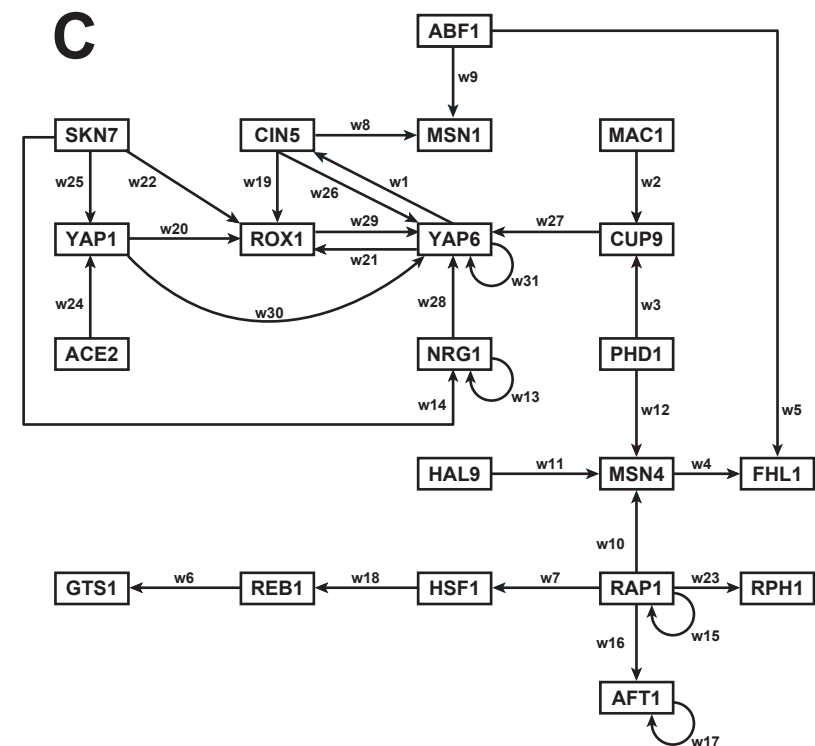 C
ABF1
w9
SKN7
CIN5
w8
MSN1
MAC1
w25
w22
w19
w26
w1
w2
YAP1
w20
ROX1
w29
w21
YAP6
w27
CUP9
w31
w24
w30
w28
w3
ACE2
NRG1
PHD1
w14
w13
w12
w5
HAL9
w11
MSN4
w4
FHL1
w10
GTS1
w6
REB1
w18
HSF1
w7
RAP1
w23
RPH1
w15
w16
AFT1
w17